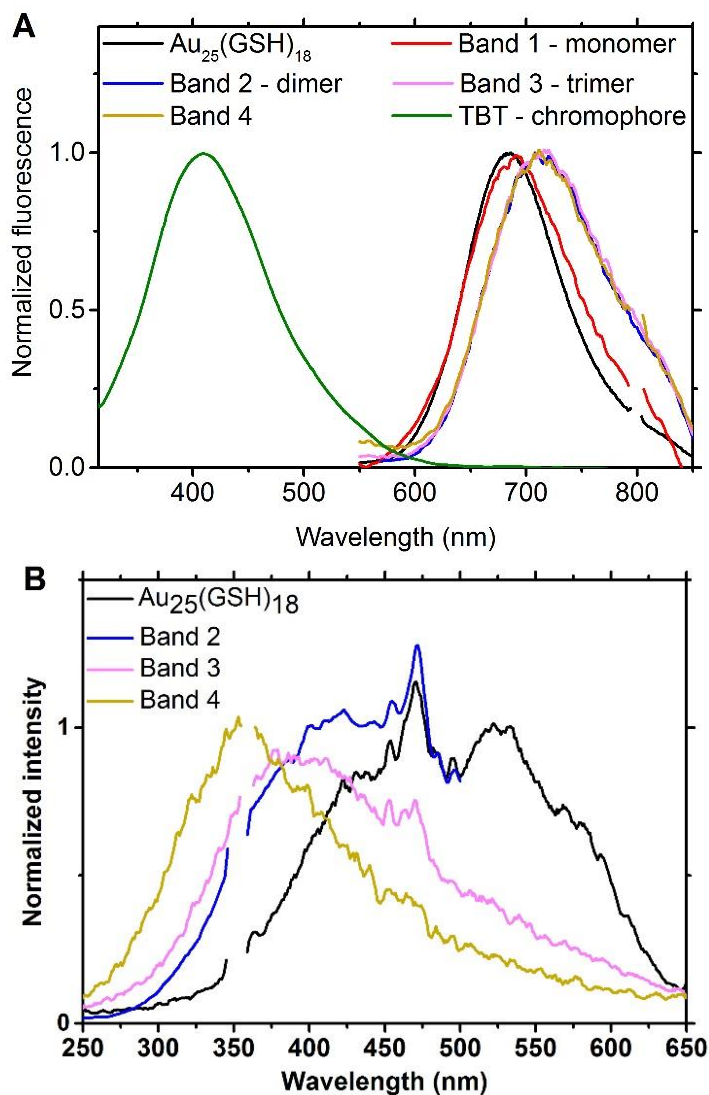 A
Au25(GSH)18
Band 1 - monomer
Band 2 - dimer
Band 3 - trimer
Band 4
TBT - chromophore
Normalized fluorescence
1.0
0.5
0.0
400 500 600 700 800
Wavelength (nm)
B
Au25(GSH)18
Band 2
Band 3
Band 4
Normalized intensity
1
0
250 300 350 400 450 500 550 600 650
Wavelength (nm)